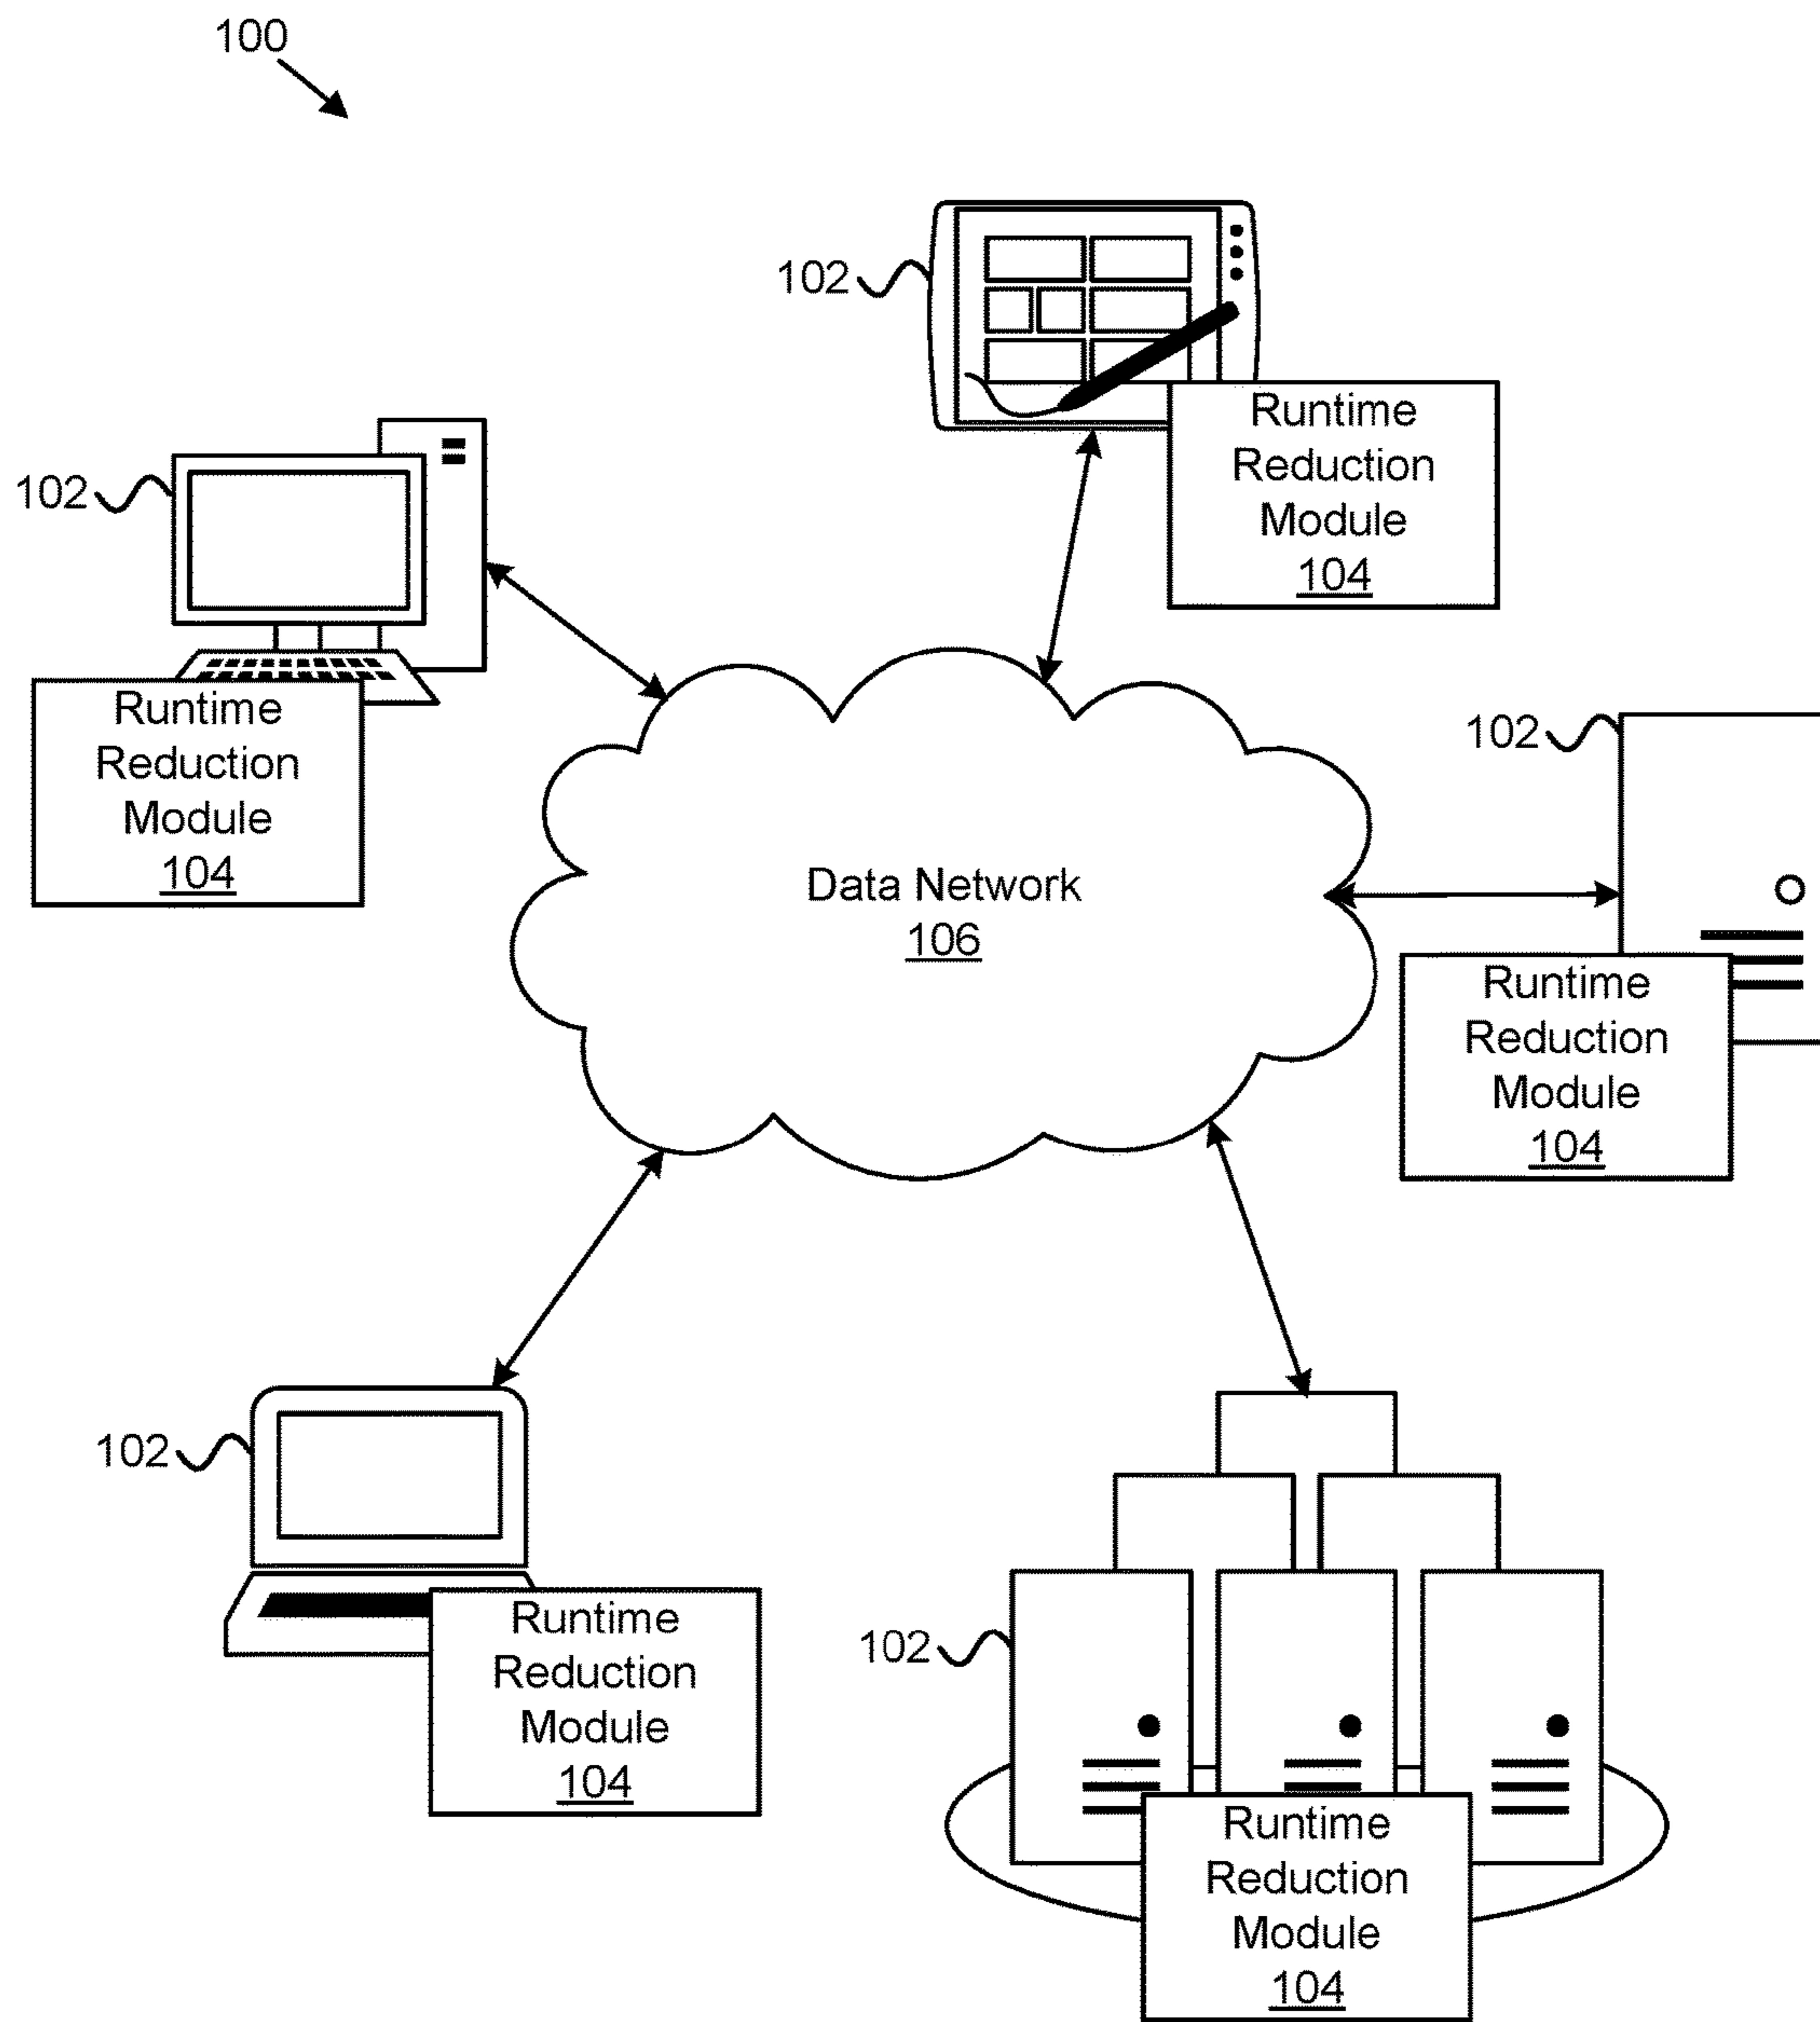 100
102
Runtime
Reduction
Module
104
102
Runtime
Reduction
Module
104
102
Data Network
106
Runtime
Reduction
Module
104
102
Runtime
Reduction
Module
104
102
Runtime
Reduction
Module
104